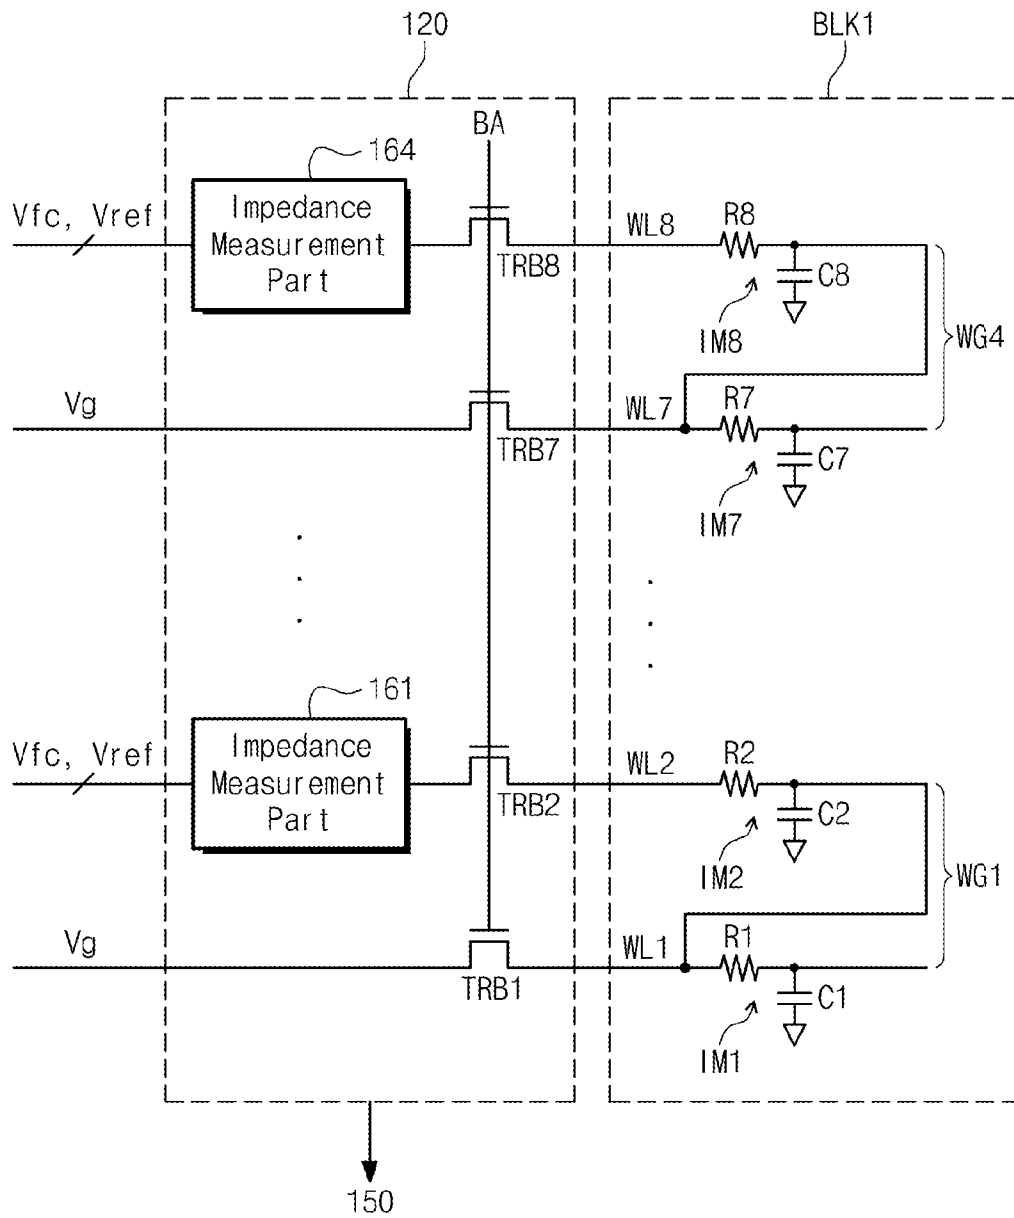 120
BLK1
BA
164
Impedance
Measurement
Part
Vfc, Vref
TRB8
WL8
R8
C8
IM8
WG4
Vg
TRB7
WL7
R7
C7
IM7
161
Impedance
Measurement
Part
Vfc, Vref
TRB2
WL2
R2
C2
IM2
WG1
Vg
TRB1
WL1
R1
C1
IM1
150